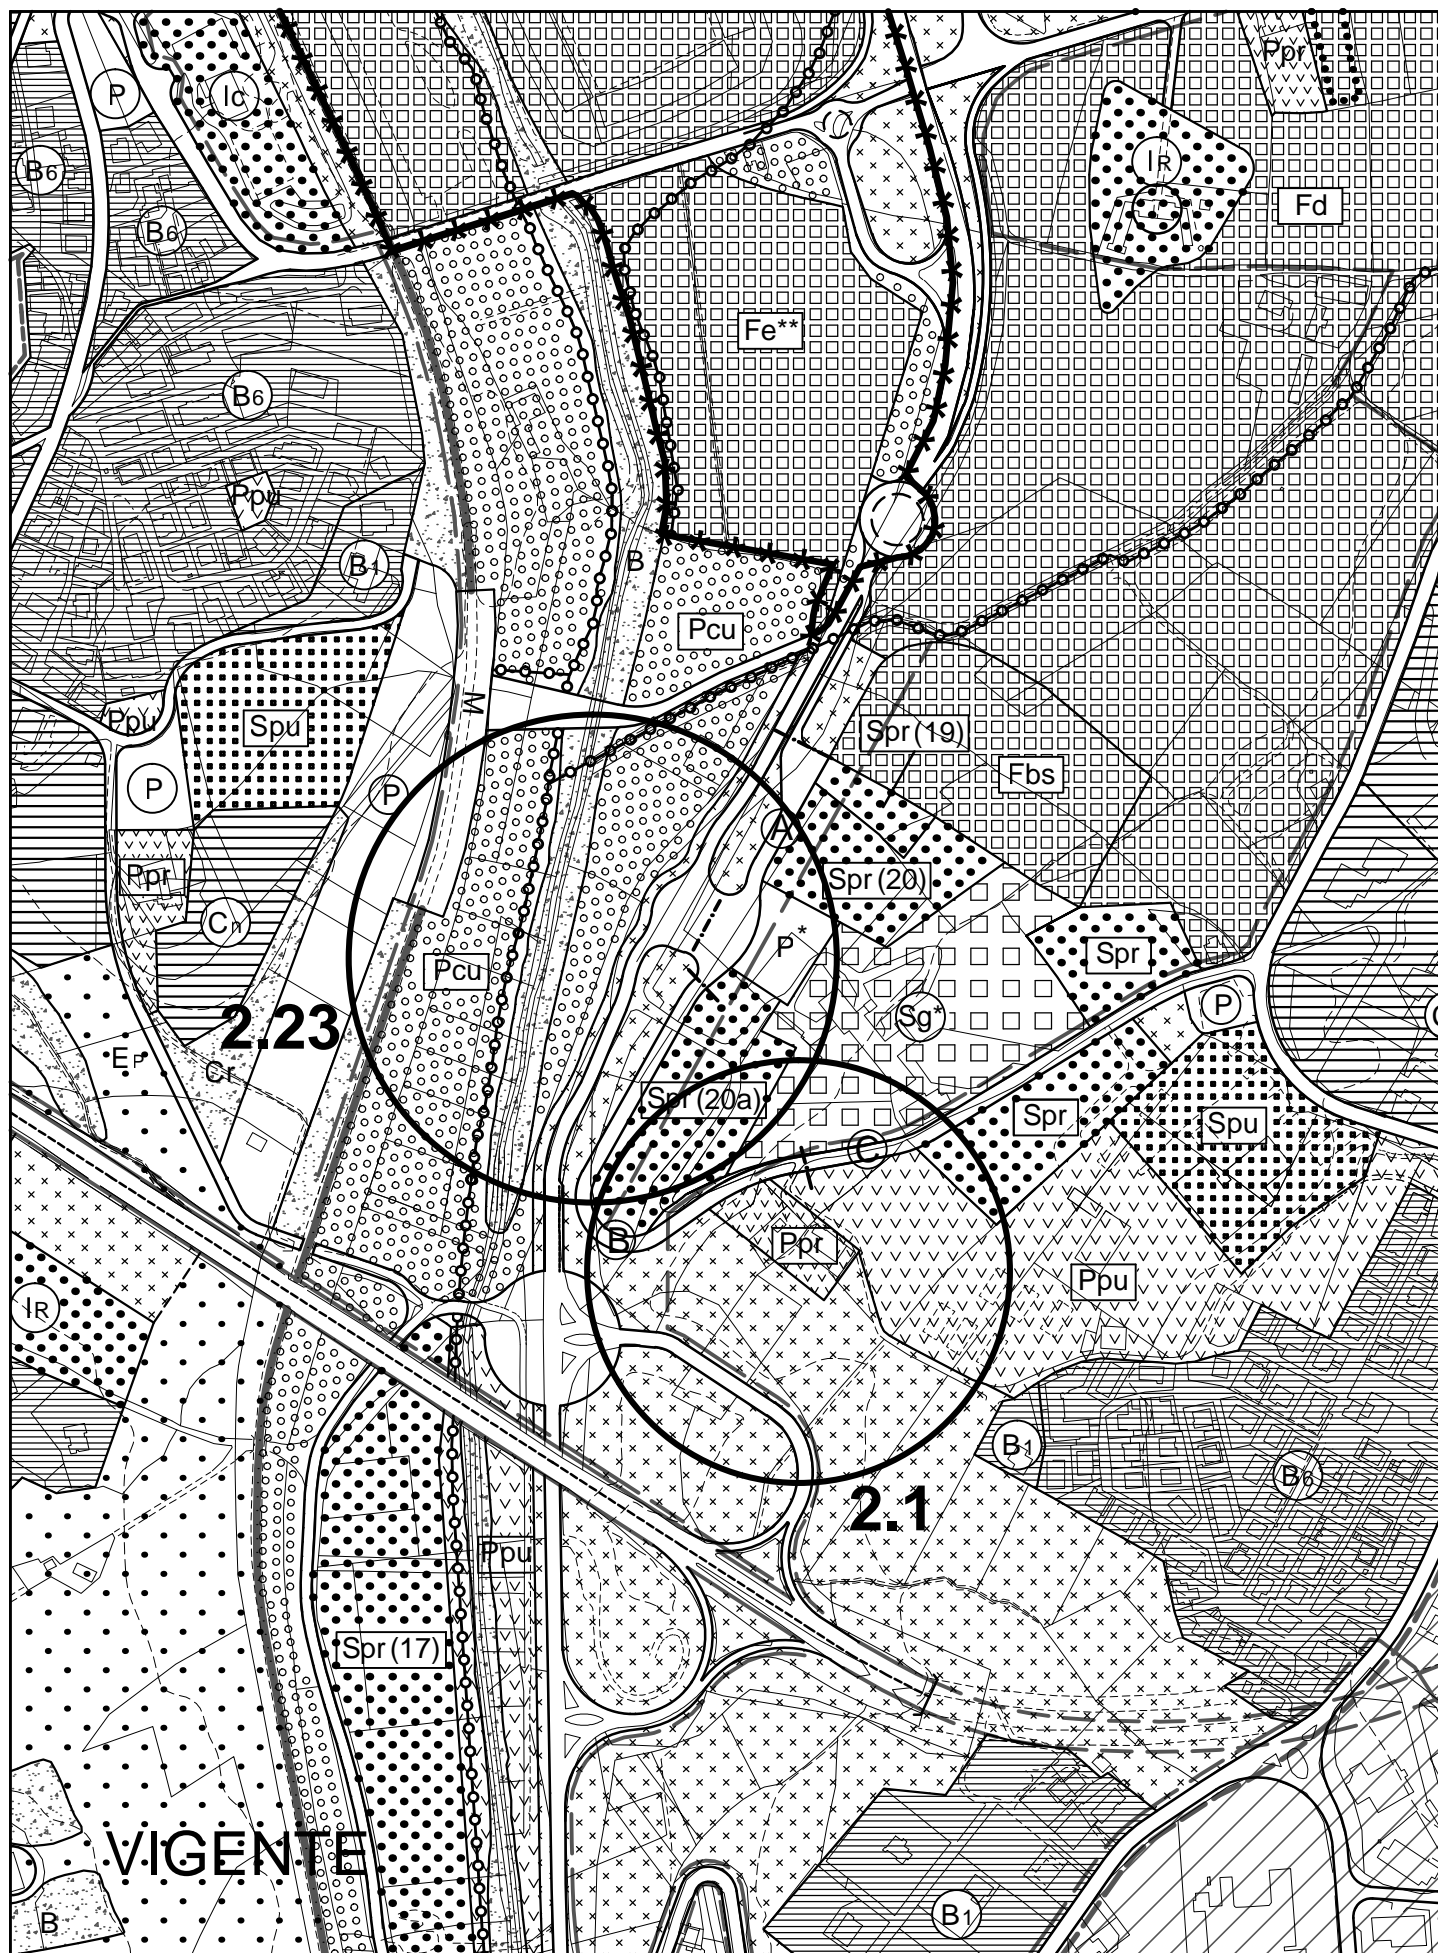 P
Ic
Ppr
B6
IR
B6
Fd
Fe**
B6
Ppu
B1
B
Pcu
M
Ppu
Spu
Spr (19)
Fbs
P
P
A
Ppr
Spr (20)
Cn
P*
Spr
Pcu
P
Sg*
2.23
EP
Cr
Spr (20a)
Spr
Spu
C
B
Ppr
Ppu
IR
B1
B6
2.1
Ppu
Spr (17)
VIGENTE
B
B1